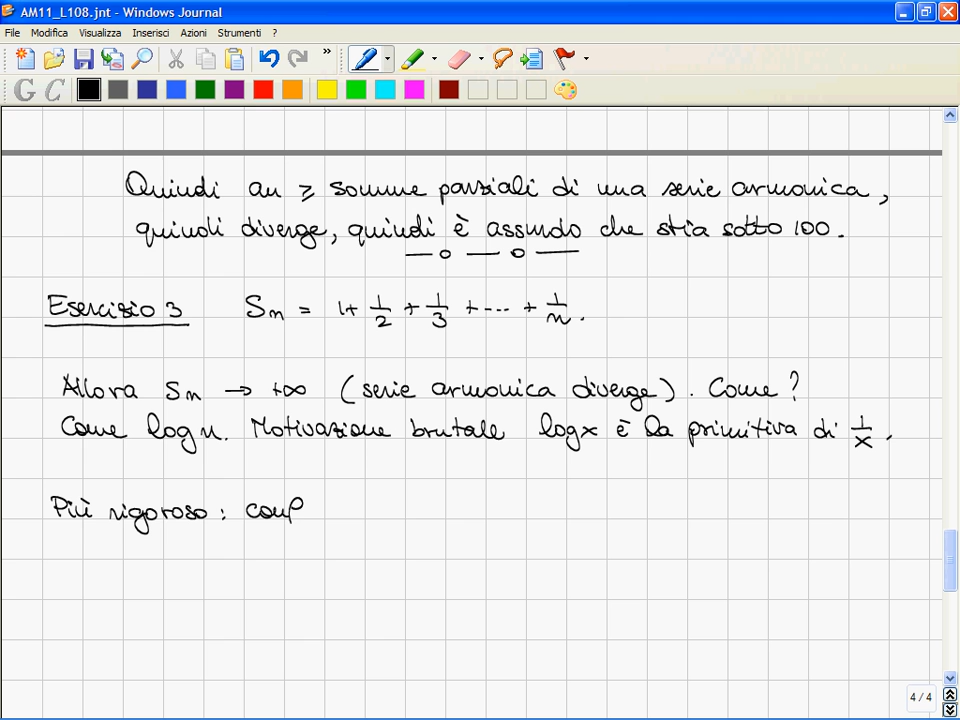 AM11_L108.jnt - Windows Journal
File Modifica Visualizza Inserisci Azioni Strumenti ?
G C
Quindi an ≥ somme parziali di una serie armonica,
quindi diverge, quindi è assurdo che stia sotto 100.
Esercizio 3 Sn = 1+ 1/2 + 1/3 + ... + 1/n.
Allora Sn → +∞ (serie armonica diverge). Come?
Come log n. Motivazione brutale log x è la primitiva di 1/x.
Più rigoroso: conf
4 / 4